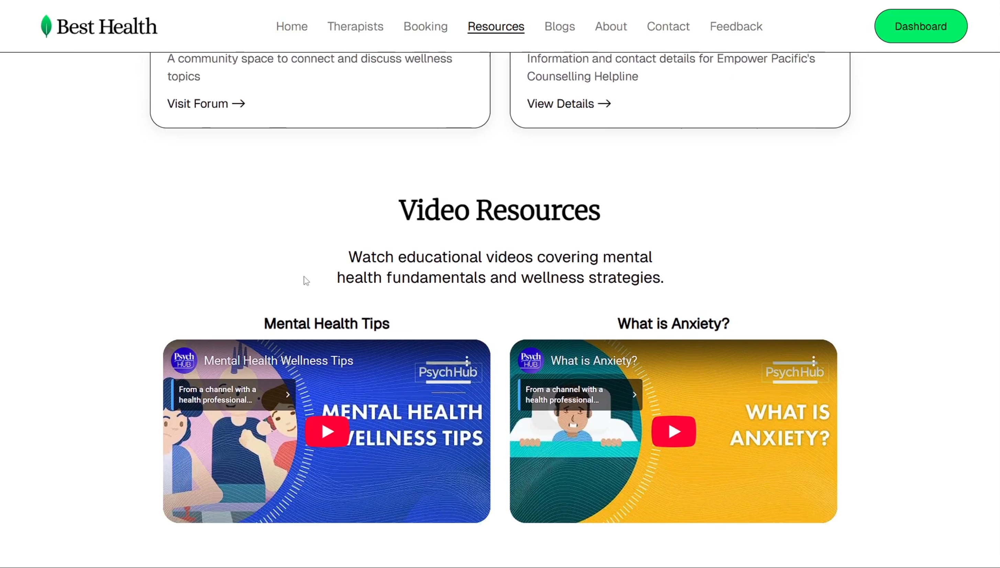 Best Health
Home
Therapists
Booking
Resources
Blogs
About
Contact
Feedback
Dashboard
A community space to connect and discuss wellness
topics
Visit Forum →
Information and contact details for Empower Pacific's
Counselling Helpline
View Details →
Video Resources
Watch educational videos covering mental
health fundamentals and wellness strategies.
Mental Health Tips
Psych
HUB
Mental Health Wellness Tips
PsychHub
From a channel with a
health professional...
MENTAL HEALTH
WELLNESS TIPS
What is Anxiety?
Psych
HUB
What is Anxiety?
PsychHub
From a channel with a
health professional...
WHAT IS
ANXIETY?